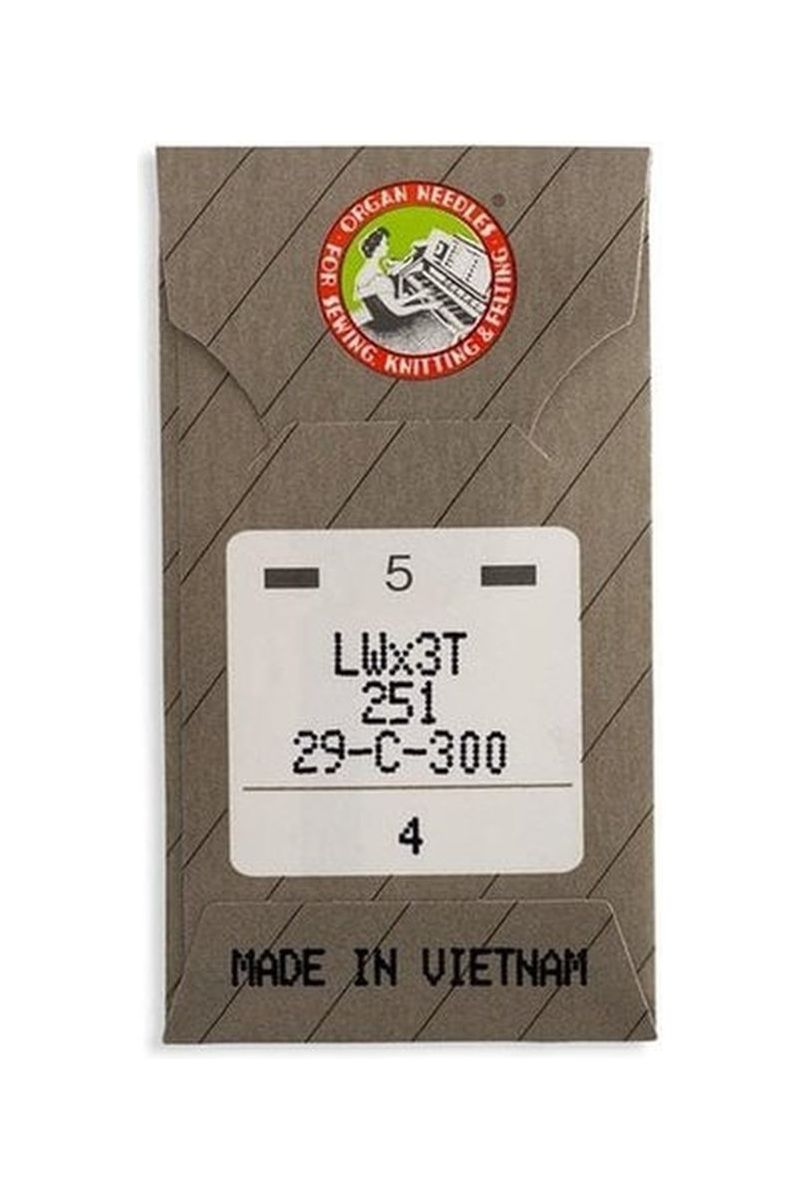 ORGAN NEEDLES
FOR SEWING, KNITTING & FELTING
5
LWx3T
251
29-C-300
4
MADE IN VIETNAM